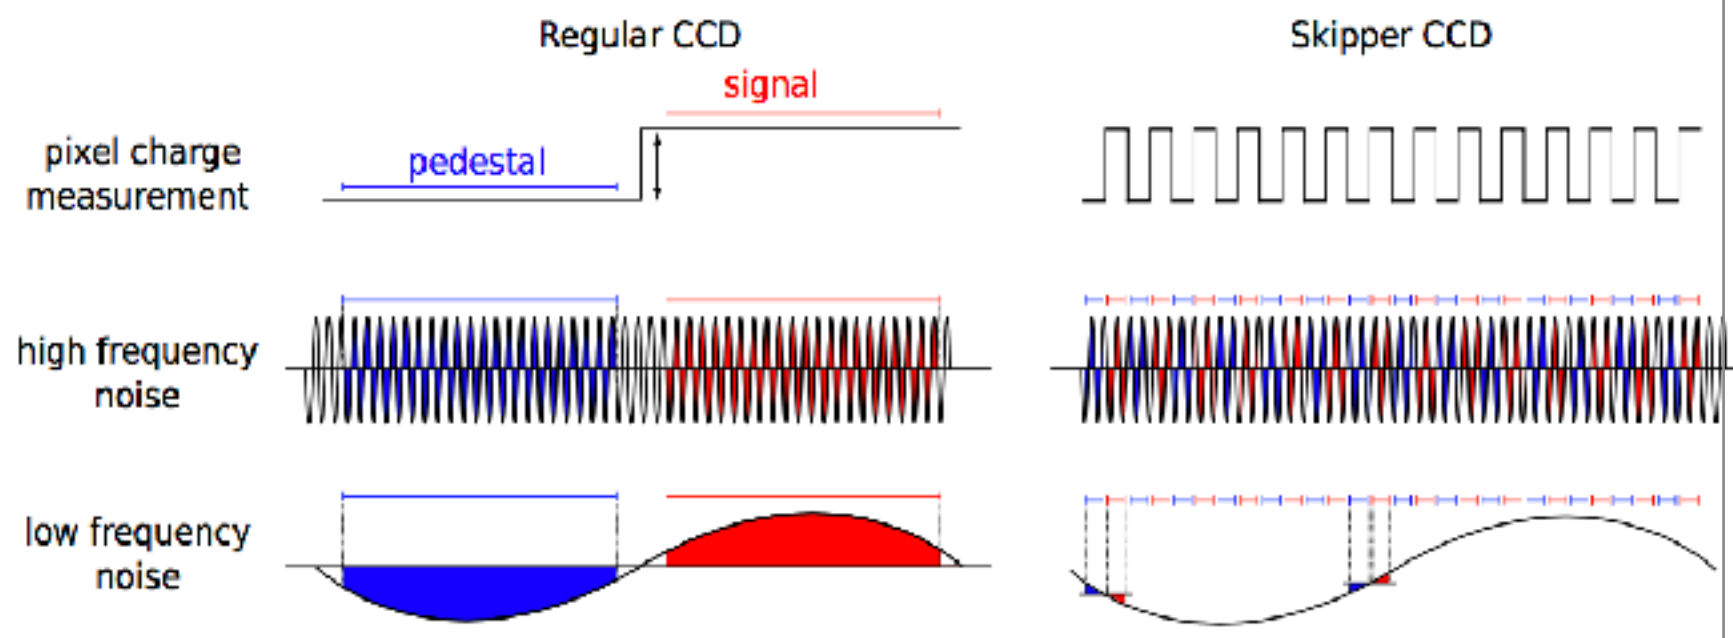 Regular CCD
Skipper CCD
signal
pixel charge
measurement
pedestal
high frequency
noise
low frequency
noise